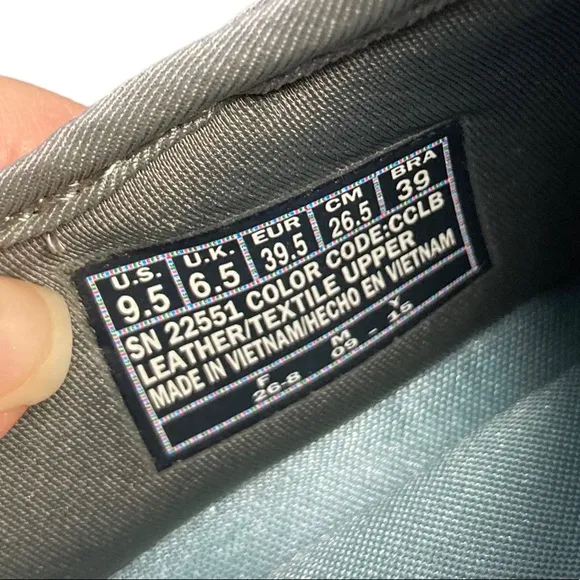 U.S. U.K. EUR CM BRA
9.5 6.5 39.5 26.5 39
SN 22551 COLOR CODE:CCLB
LEATHER/TEXTILE UPPER
MADE IN VIETNAM/HECHO EN VIETNAM
F M Y
26-8 09 - 15